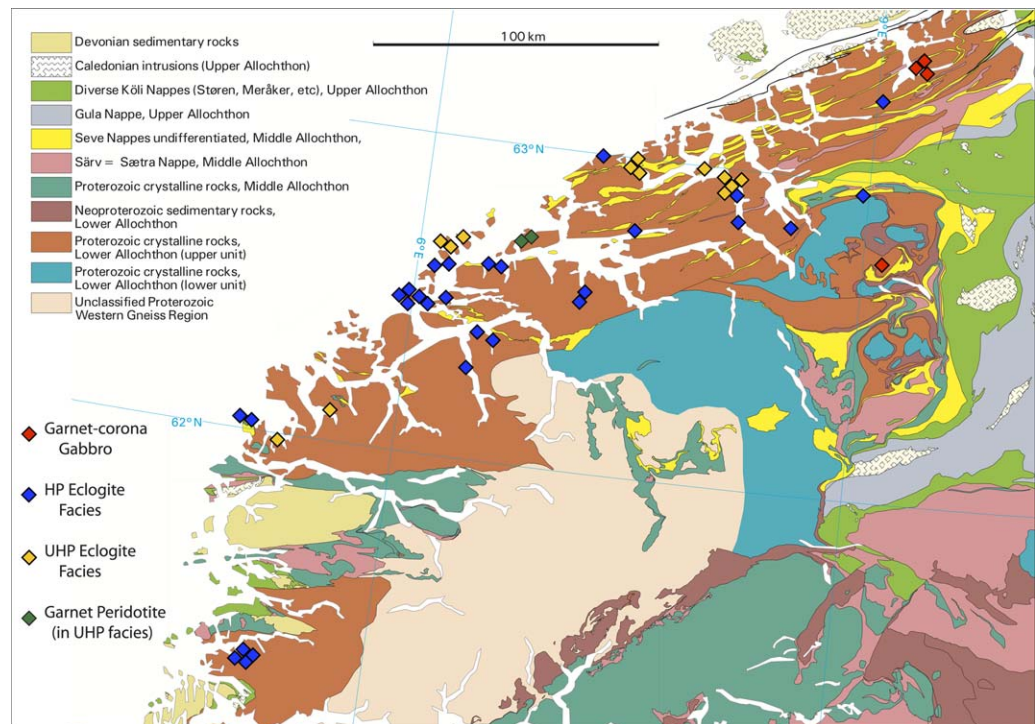 100 km
Devonian sedimentary rocks
Caledonian intrusions (Upper Allochthon)
Diverse Köli Nappes (Støren, Meråker, etc), Upper Allochthon
Gula Nappe, Upper Allochthon
Seve Nappes undifferentiated, Middle Allochthon,
Särv = Sætra Nappe, Middle Allochthon
Proterozoic crystalline rocks, Middle Allochthon
Neoproterozoic sedimentary rocks,
Lower Allochthon
Proterozoic crystalline rocks,
Lower Allochthon (upper unit)
Proterozoic crystalline rocks,
Lower Allochthon (lower unit)
Unclassified Proterozoic
Western Gneiss Region
9°E
63° N
6°E
62° N
Garnet-corona
Gabbro
HP Eclogite
Facies
UHP Eclogite
Facies
Garnet Peridotite
(in UHP facies)